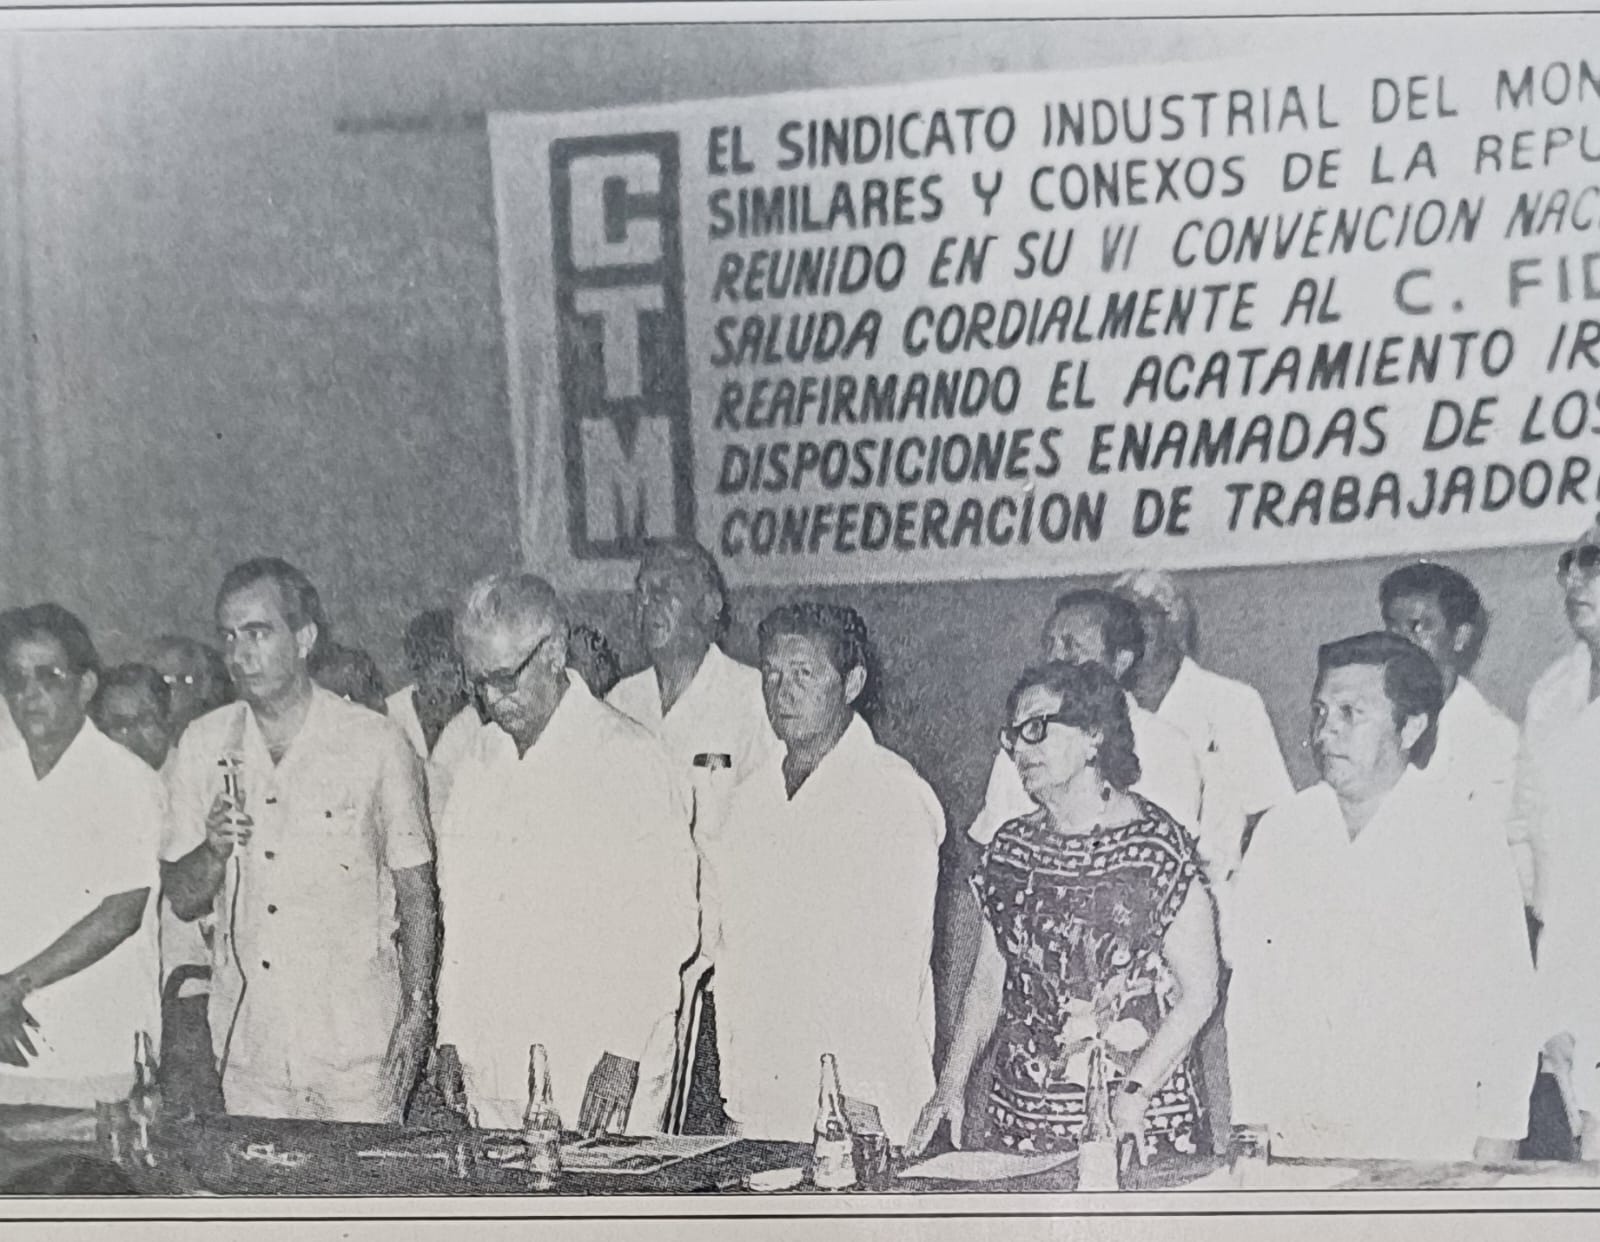 CTM
EL SINDICATO INDUSTRIAL DEL MON
SIMILARES Y CONEXOS DE LA REPU
REUNIDO EN SU VI CONVENCION NAC
SALUDA CORDIALMENTE AL C. FID
REAFIRMANDO EL ACATAMIENTO IR
DISPOSICIONES ENAMADAS DE LOS
CONFEDERACION DE TRABAJADOR